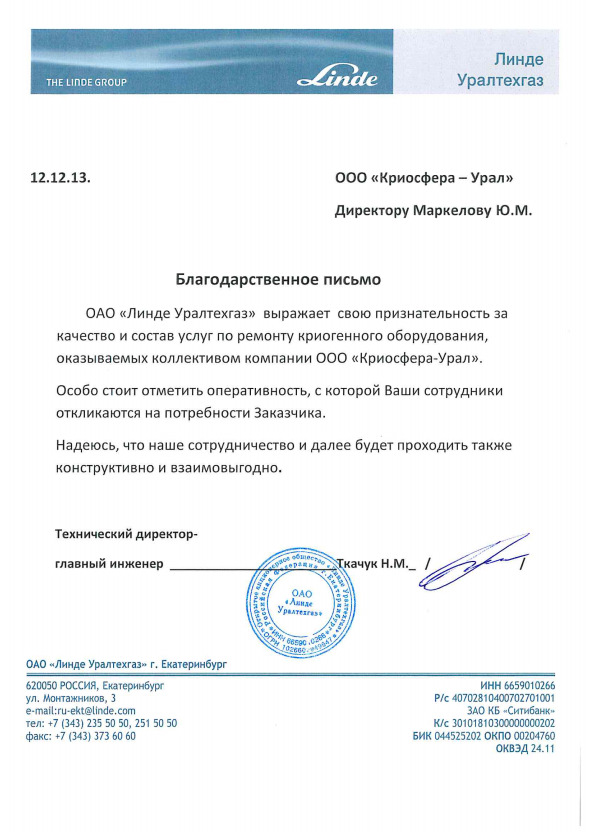 THE LINDE GROUP
Linde
Линде
Уралтехгаз
12.12.13.
ООО «Криосфера – Урал»
Директору Маркелову Ю.М.
Благодарственное письмо
ОАО «Линде Уралтехгаз» выражает свою признательность за
качество и состав услуг по ремонту криогенного оборудования,
оказываемых коллективом компании ООО «Криосфера-Урал».
Особо стоит отметить оперативность, с которой Ваши сотрудники
откликаются на потребности Заказчика.
Надеюсь, что наше сотрудничество и далее будет проходить также
конструктивно и взаимовыгодно.
Технический директор-
главный инженер ____________________ Ткачук Н.М._ / /
ОАО
«Линде
Уралтехгаз»
ОАО «Линде Уралтехгаз» г. Екатеринбург
620050 РОССИЯ, Екатеринбург
ул. Монтажников, 3
e-mail:ru-ekt@linde.com
тел: +7 (343) 235 50 50, 251 50 50
факс: +7 (343) 373 60 60
ИНН 6659010266
Р/с 40702810400702701001
ЗАО КБ «Ситибанк»
К/с 30101810300000000202
БИК 044525202 ОКПО 00204760
ОКВЭД 24.11